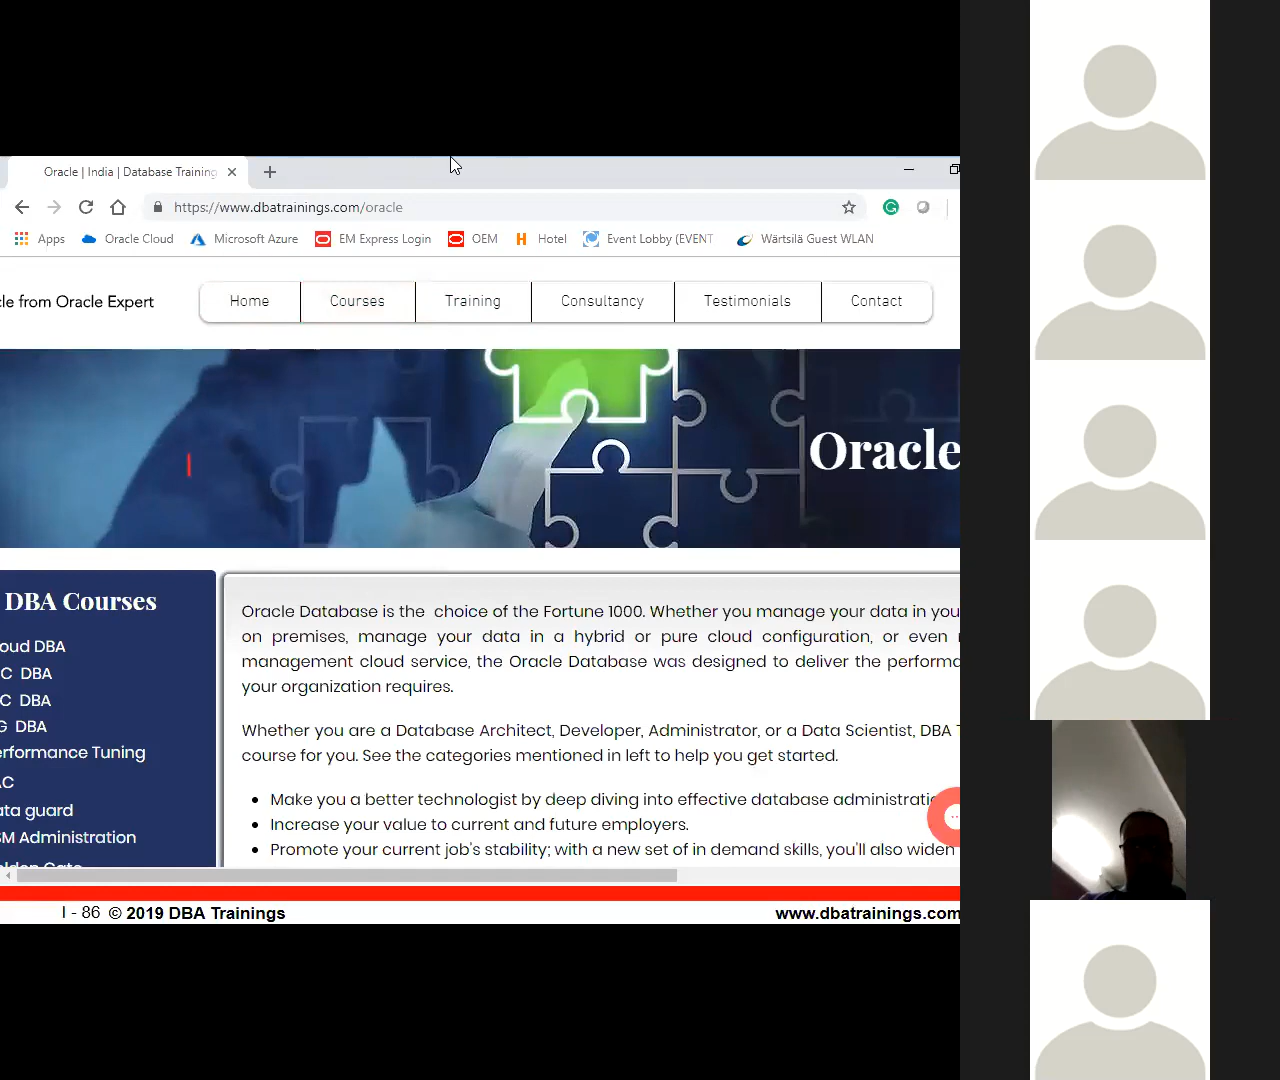 Oracle | India | Database Training
https://www.dbatrainings.com/oracle
Apps Oracle Cloud Microsoft Azure EM Express Login OEM Hotel Event Lobby (EVENT Wärtsilä Guest WLAN
cle from Oracle Expert Home Courses Training Consultancy Testimonials Contact
Oracle
DBA Courses
oud DBA
C DBA
C DBA
G DBA
erformance Tuning
AC
ata guard
SM Administration
Oracle Database is the choice of the Fortune 1000. Whether you manage your data in you
on premises, manage your data in a hybrid or pure cloud configuration, or even
management cloud service, the Oracle Database was designed to deliver the performa
your organization requires.
Whether you are a Database Architect, Developer, Administrator, or a Data Scientist, DBA T
course for you. See the categories mentioned in left to help you get started.
Make you a better technologist by deep diving into effective database administratio
Increase your value to current and future employers.
Promote your current job's stability; with a new set of in demand skills, you'll also widen
I - 86 © 2019 DBA Trainings www.dbatrainings.com